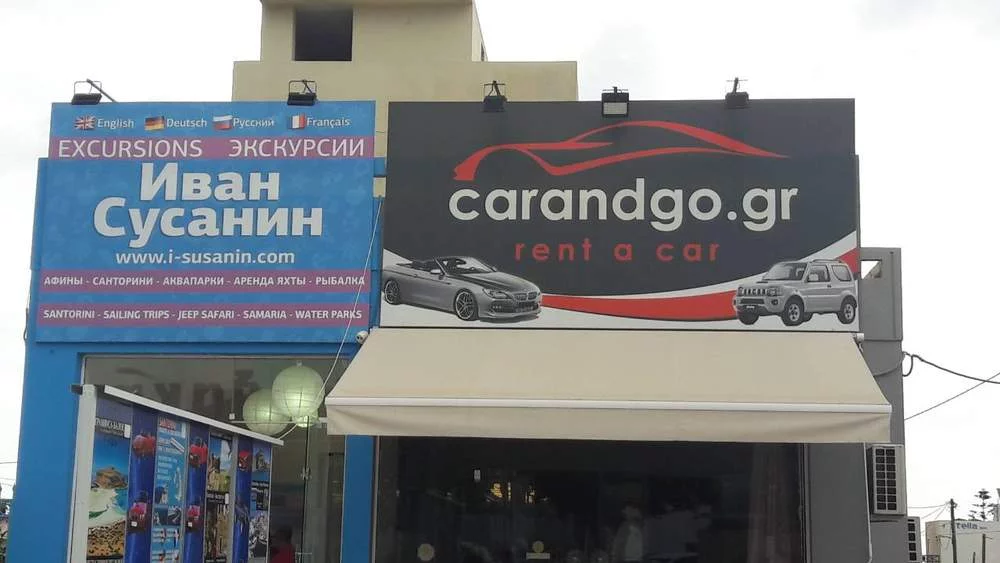 English Deutsch Русский Français
EXCURSIONS ЭКСКУРСИИ
Иван
Сусанин
www.i-susanin.com
АФИНЫ - САНТОРИНИ - АКВАПАРКИ - АРЕНДА ЯХТЫ - РЫБАЛКА
SANTORINI - SAILING TRIPS - JEEP SAFARI - SAMARIA - WATER PARKS
carandgo.gr
rent a car